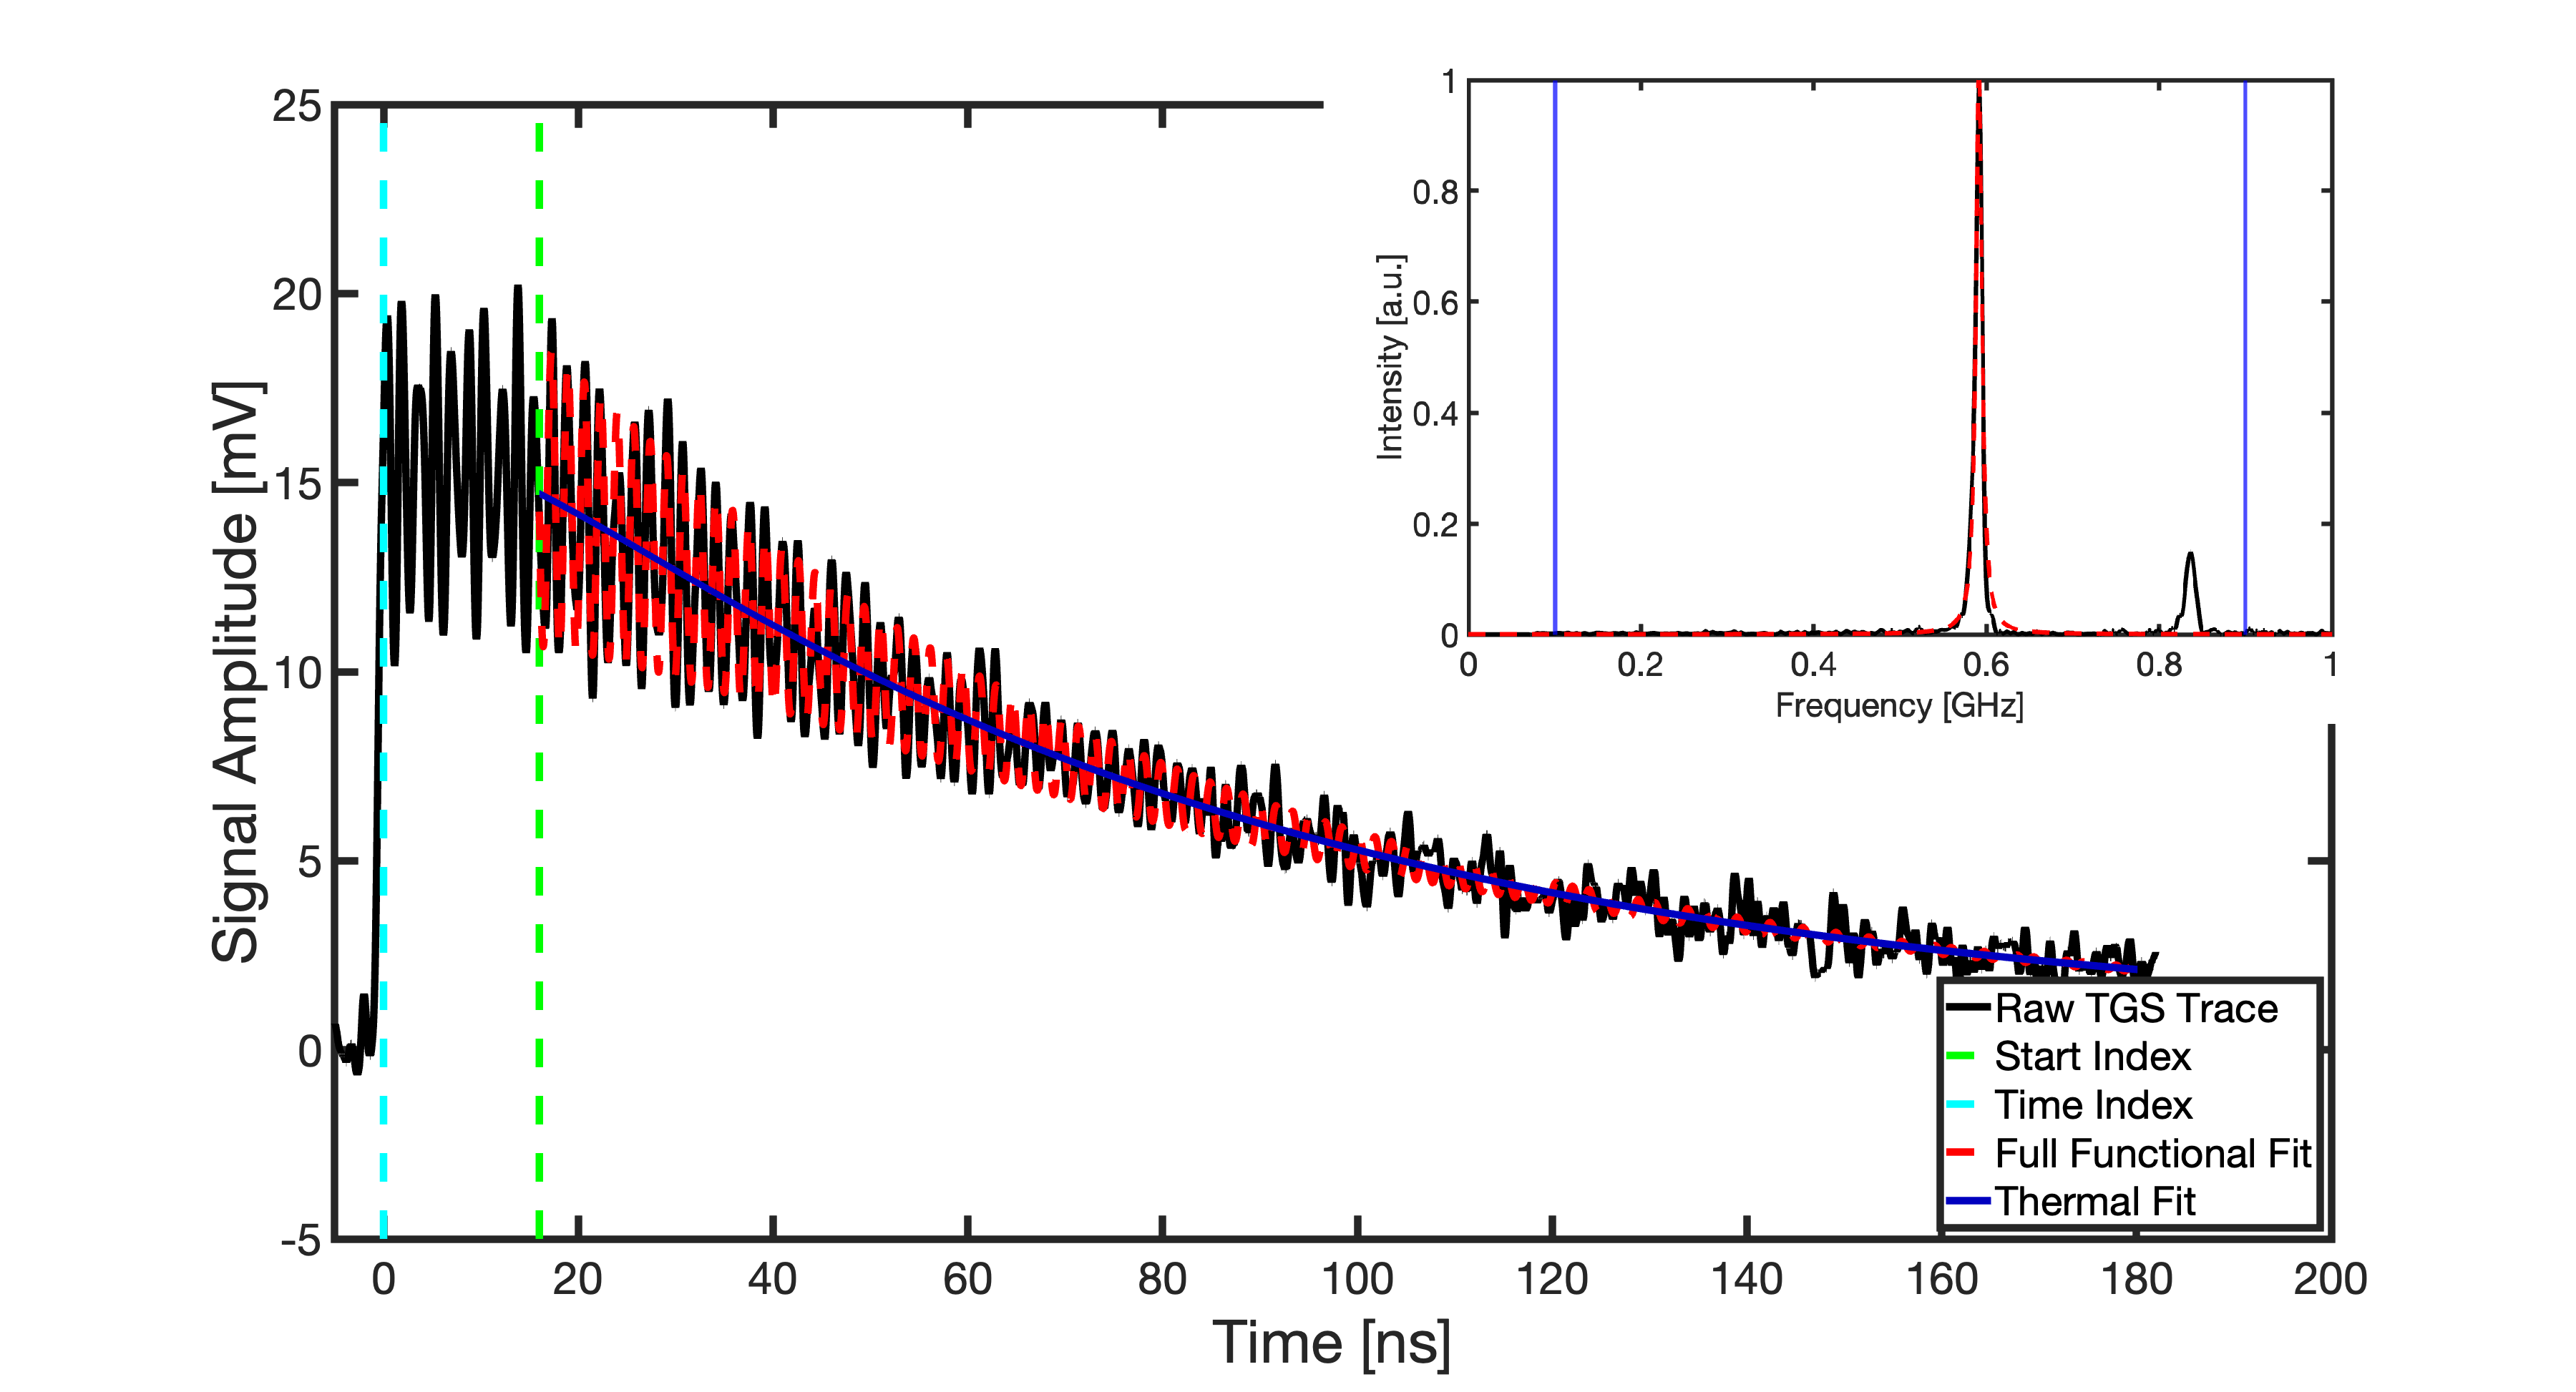 25
20
15
10
5
0
-5
Signal Amplitude [mV]
0 20 40 60 80 100 120 140 160 180 200
Time [ns]
1
0.8
0.6
0.4
0.2
0
Intensity [a.u.]
0 0.2 0.4 0.6 0.8 1
Frequency [GHz]
Raw TGS Trace
Start Index
Time Index
Full Functional Fit
Thermal Fit